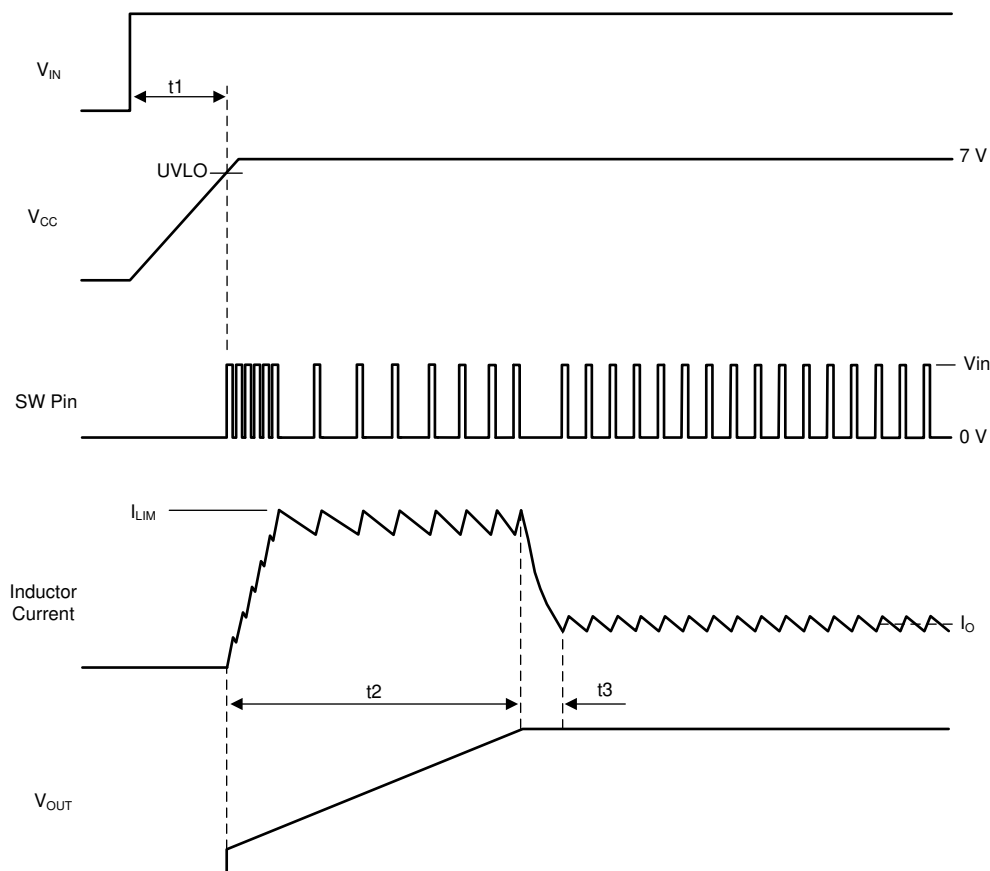 V_IN
t1
7 V
UVLO
V_CC
Vin
SW Pin
0 V
I_LIM
Inductor
Current
I_O
t2
t3
V_OUT